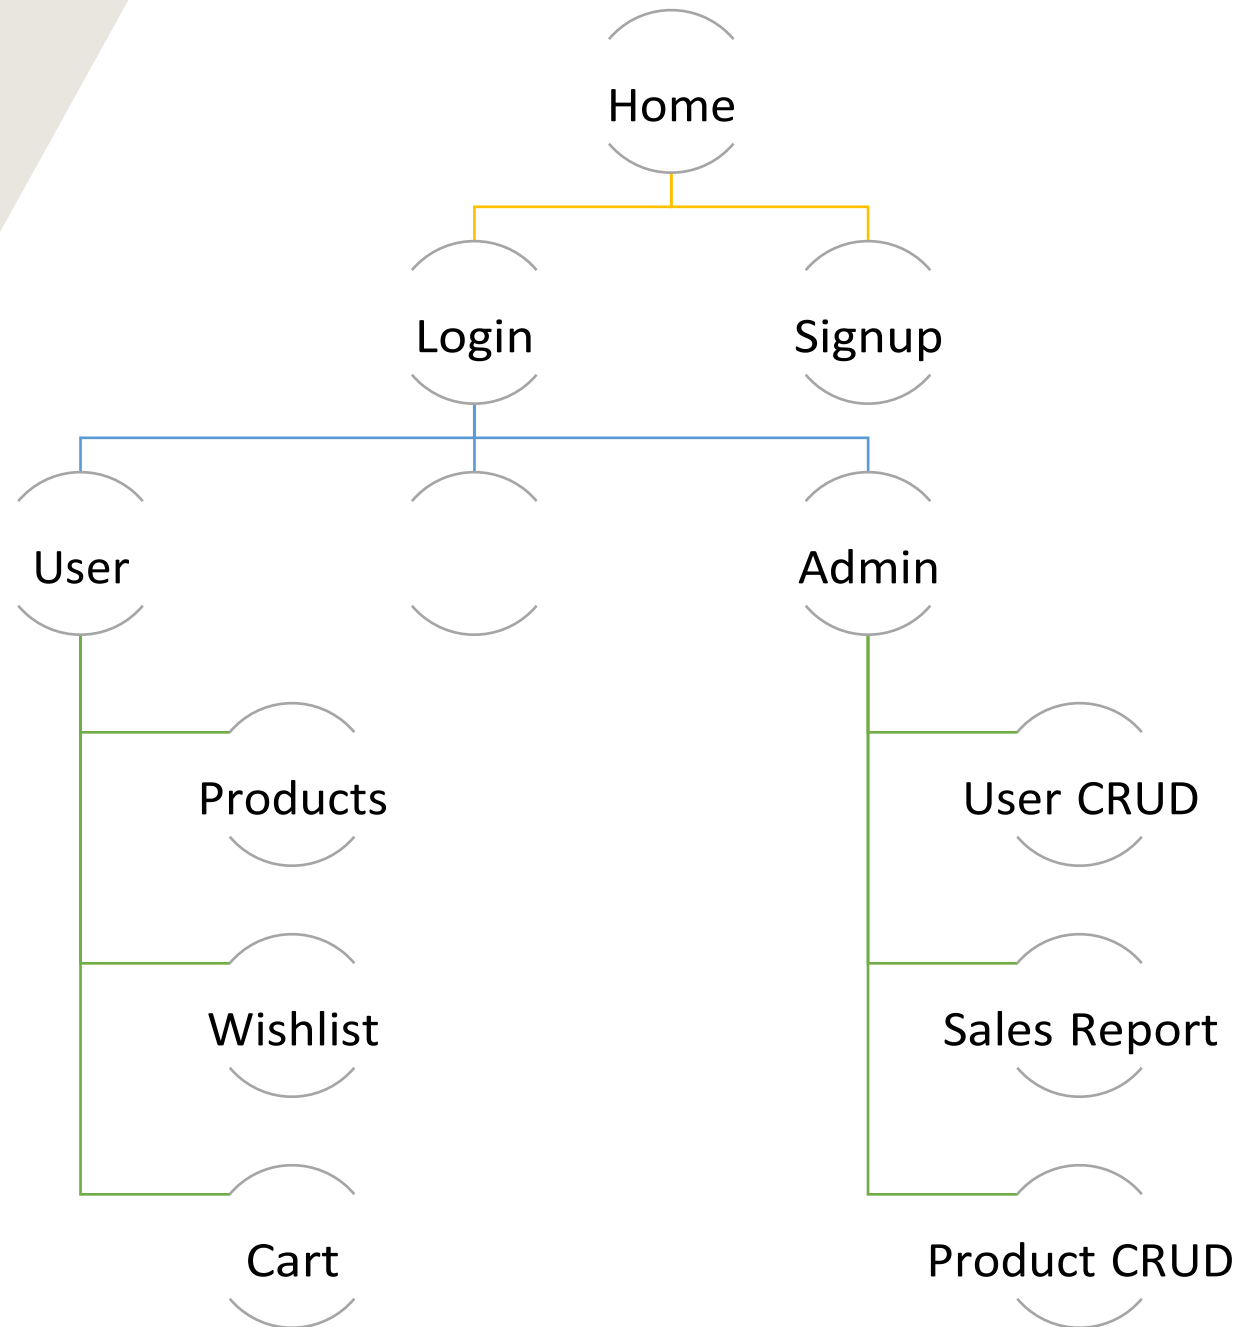 Home
Login
Signup
User
Admin
Products
User CRUD
Wishlist
Sales Report
Cart
Product CRUD